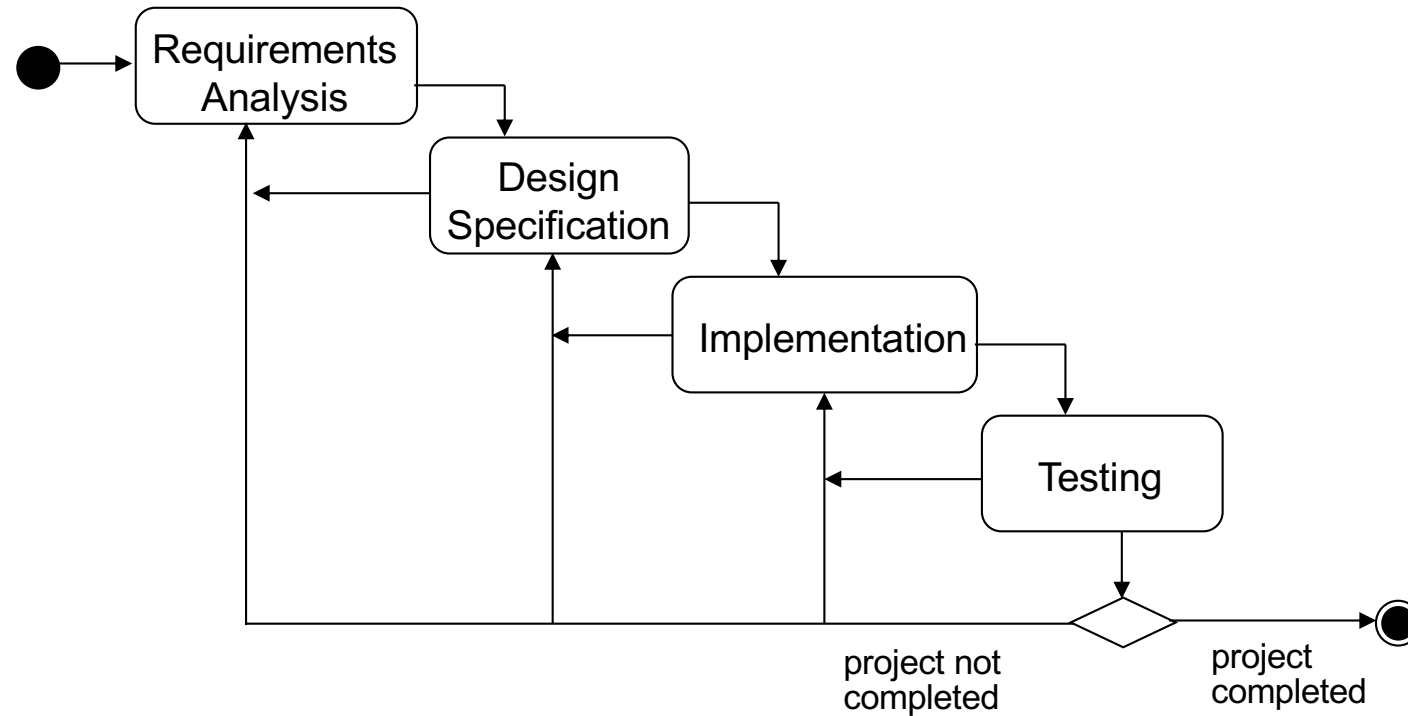 Requirements
Analysis
Design
Specification
Implementation
Testing
project not
completed
project
completed